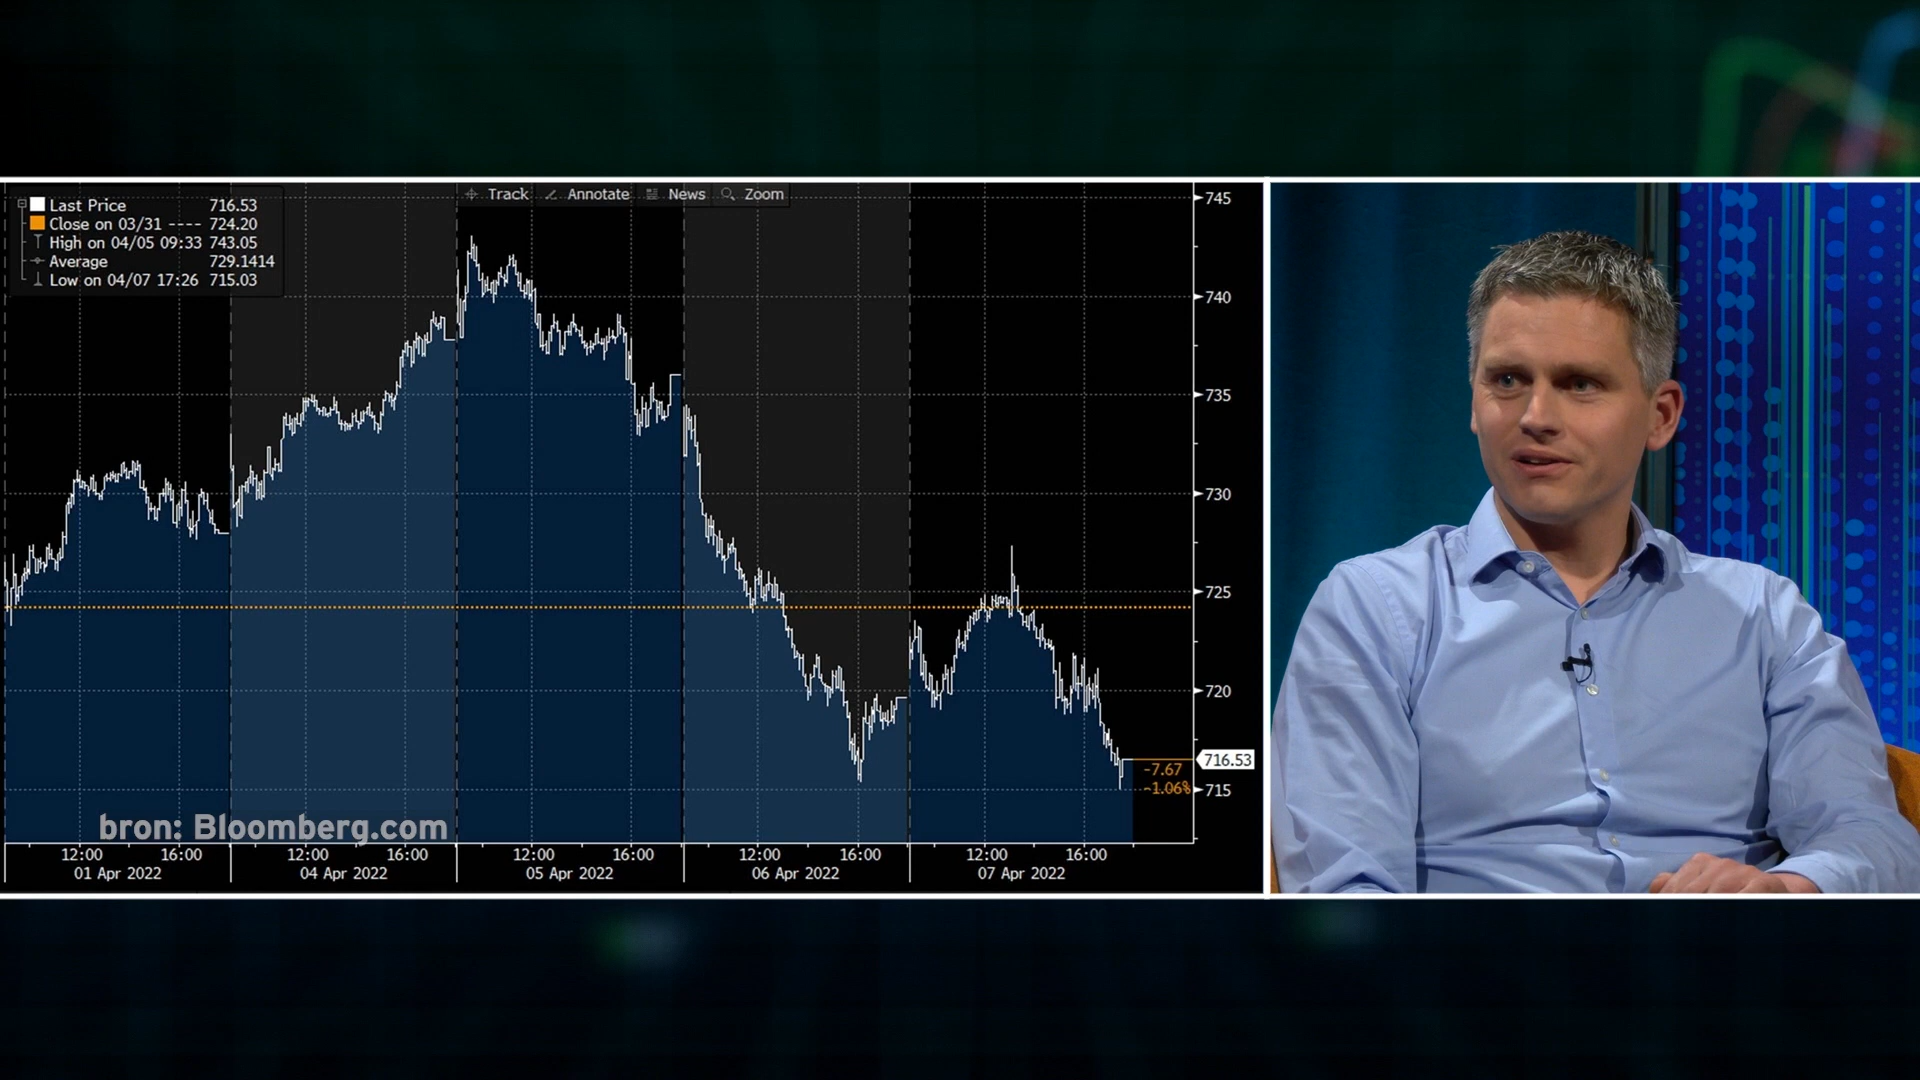 Track Annotate News Zoom
Last Price 716.53
Close on 03/31 ---- 724.20
High on 04/05 09:33 743.05
Average 729.1414
Low on 04/07 17:26 715.03
745
740
735
730
725
720
716.53
-7.67
-1.06%
715
bron: Bloomberg.com
12:00 16:00 12:00 16:00 12:00 16:00 12:00 16:00 12:00 16:00
01 Apr 2022 04 Apr 2022 05 Apr 2022 06 Apr 2022 07 Apr 2022